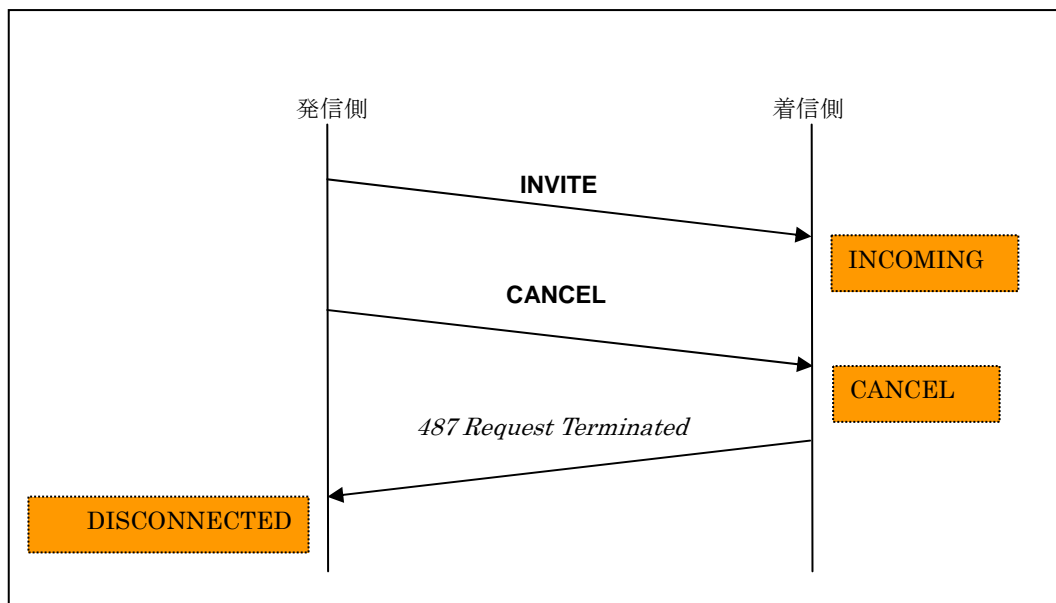 発信側
着信側
INVITE
INCOMING
CANCEL
CANCEL
487 Request Terminated
DISCONNECTED